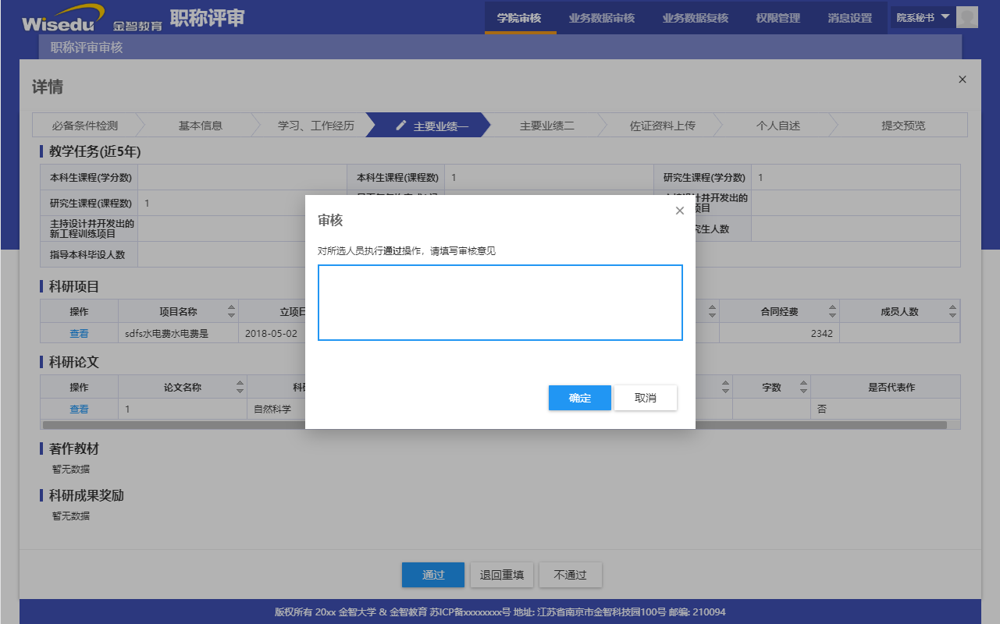 Wisedu 金智教育 职称评审 学院审核 业务数据审核 业务数据复核 权限管理 消息设置 院系秘书
职称评审审核
详情
必备条件检测 基本信息 学习、工作经历 主要业绩一 主要业绩二 佐证资料上传 个人自述 提交预览
教学任务(近5年)
本科生课程(学分数) 本科生课程(课程数) 1 研究生课程(学分数) 1
研究生课程(课程数) 1
计并开发出的
项目
主持设计并开发出的
新工程训练项目
究生人数
指导本科毕设人数
审核
对所选人员执行通过操作，请填写审核意见
确定 取消
科研项目
操作 项目名称 立项 合同经费 成员人数
查看 sdfs水电费水电费是 2018-05-02 2342
科研论文
操作 论文名称 科 字数 是否代表作
查看 1 自然科学 否
著作教材
暂无数据
科研成果奖励
暂无数据
通过 退回重填 不通过
版权所有 20xx 金智大学 & 金智教育 苏ICP备xxxxxxxxx号 地址: 江苏省南京市金智科技园100号 邮编: 210094